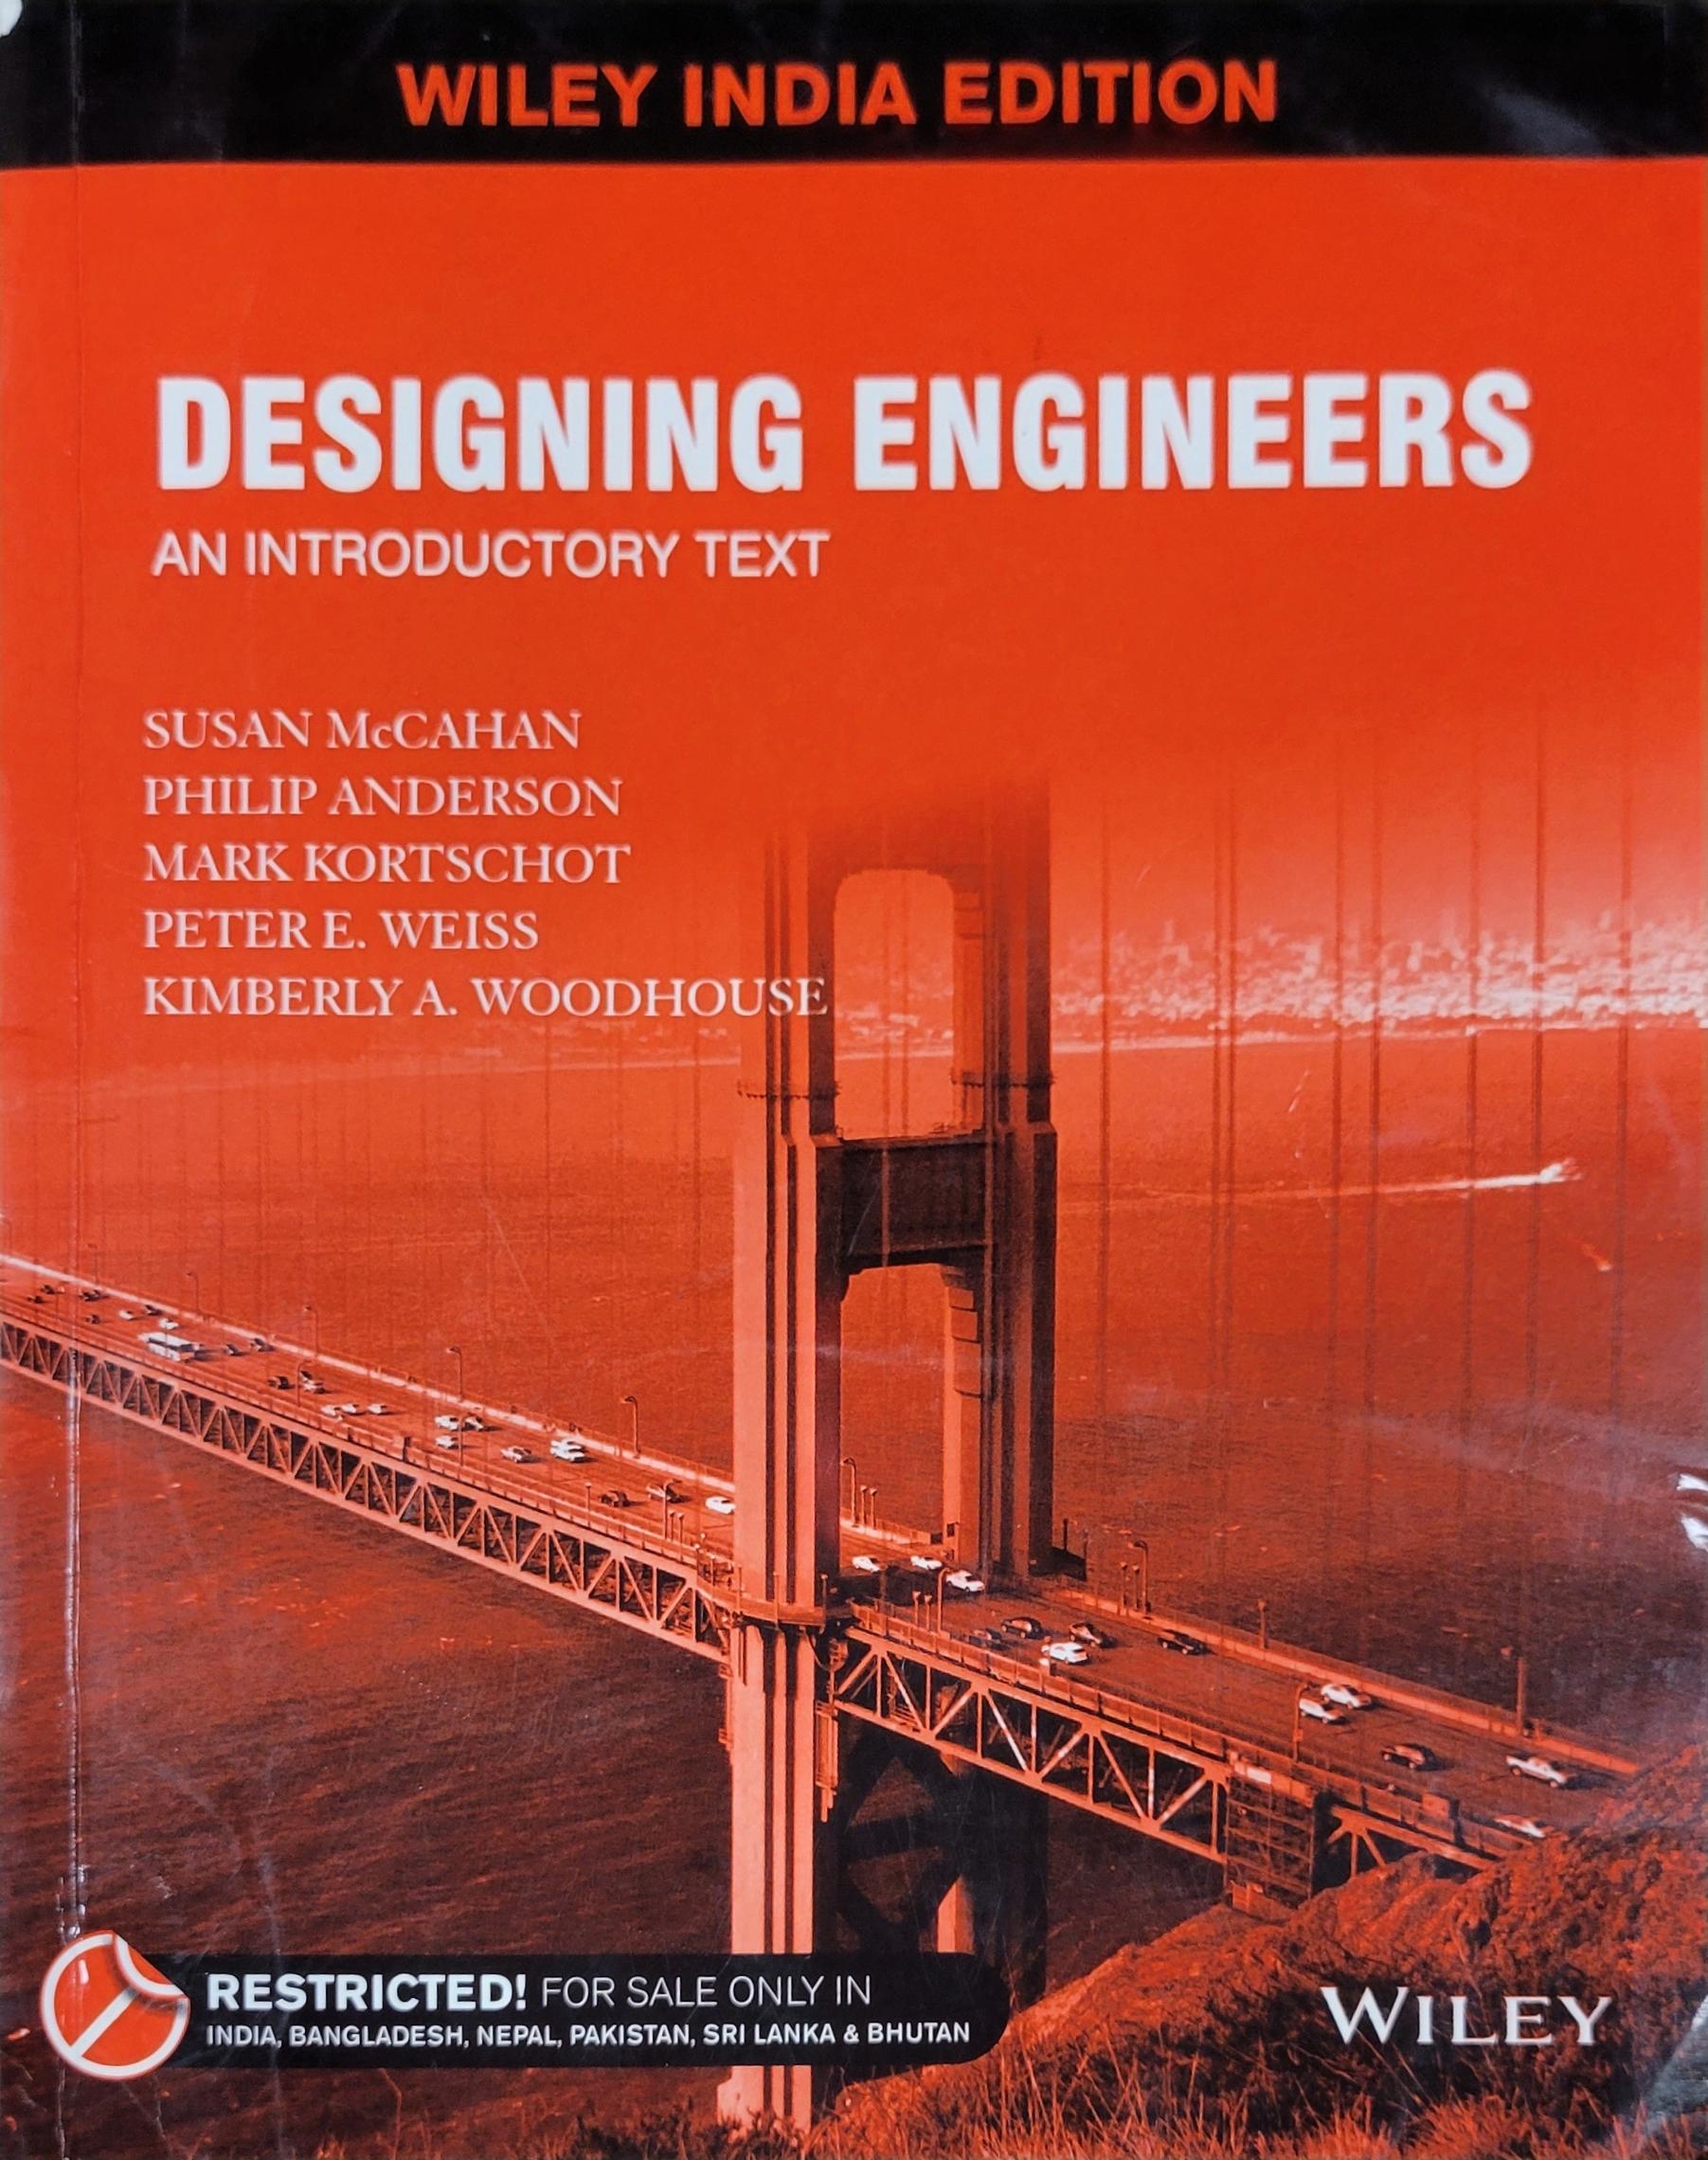 WILEY INDIA EDITION
DESIGNING ENGINEERS
AN INTRODUCTORY TEXT
SUSAN McCAHAN
PHILIP ANDERSON
MARK KORTSCHOT
PETER E. WEISS
KIMBERLY A. WOODHOUSE
RESTRICTED! FOR SALE ONLY IN
INDIA, BANGLADESH, NEPAL, PAKISTAN, SRI LANKA & BHUTAN
WILEY